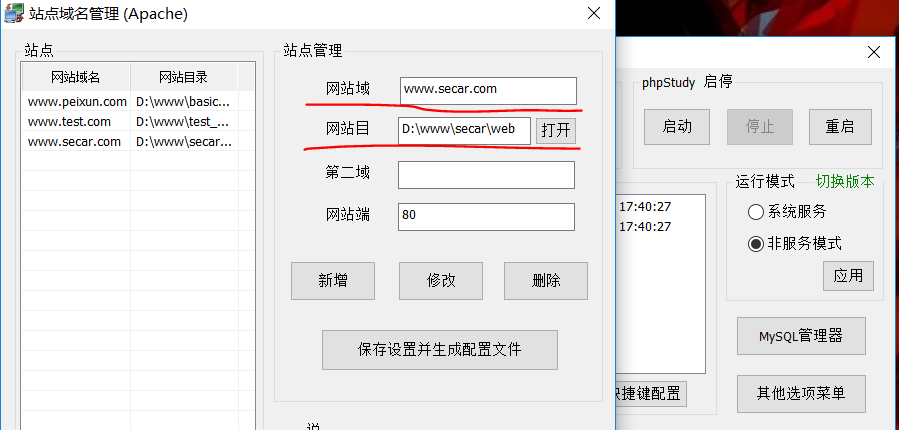 站点域名管理 (Apache)
站点
网站域名 网站目录
www.peixun.com D:\www\basic...
www.test.com D:\www\test_...
www.secar.com D:\www\secar...
站点管理
网站域 www.secar.com
网站目 D:\www\secar\web 打开
第二域
网站端 80
新增 修改 删除
保存设置并生成配置文件
phpStudy 启停
启动 停止 重启
运行模式 切换版本
系统服务
非服务模式
应用
17:40:27
17:40:27
MySQL管理器
捷键配置
其他选项菜单